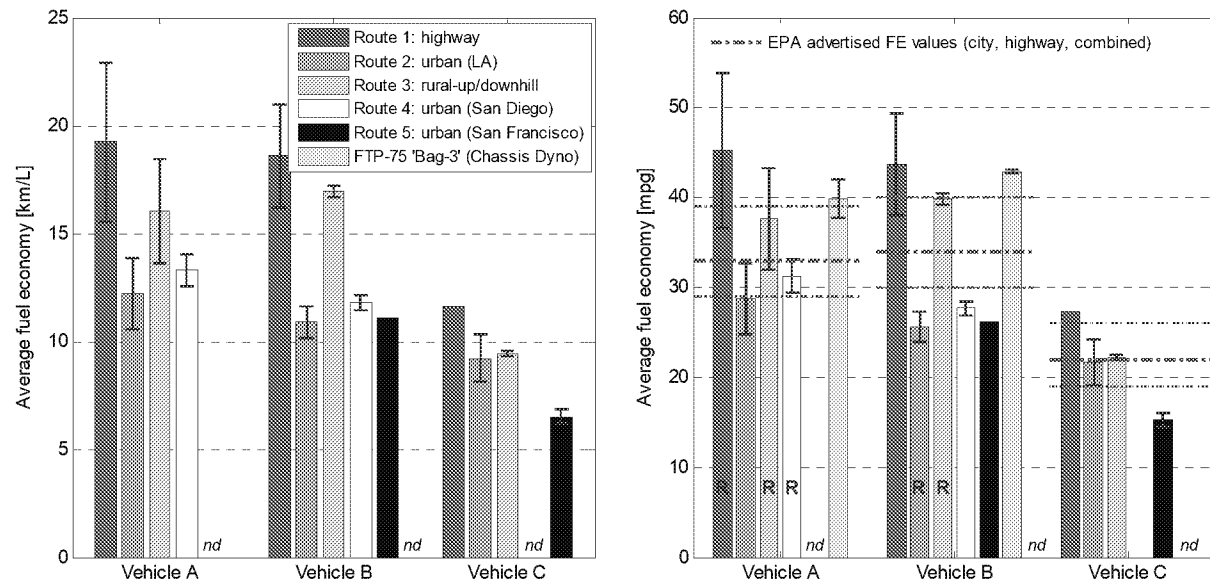 25
20
15
10
5
0
Average fuel economy [km/L]
Route 1: highway
Route 2: urban (LA)
Route 3: rural-up/downhill
Route 4: urban (San Diego)
Route 5: urban (San Francisco)
FTP-75 'Bag-3' (Chassis Dyno)
nd
nd
nd
nd
Vehicle A
Vehicle B
Vehicle C
60
50
40
30
20
10
0
Average fuel economy [mpg]
EPA advertised FE values (city, highway, combined)
R
R
R
R
R
nd
nd
nd
Vehicle A
Vehicle B
Vehicle C